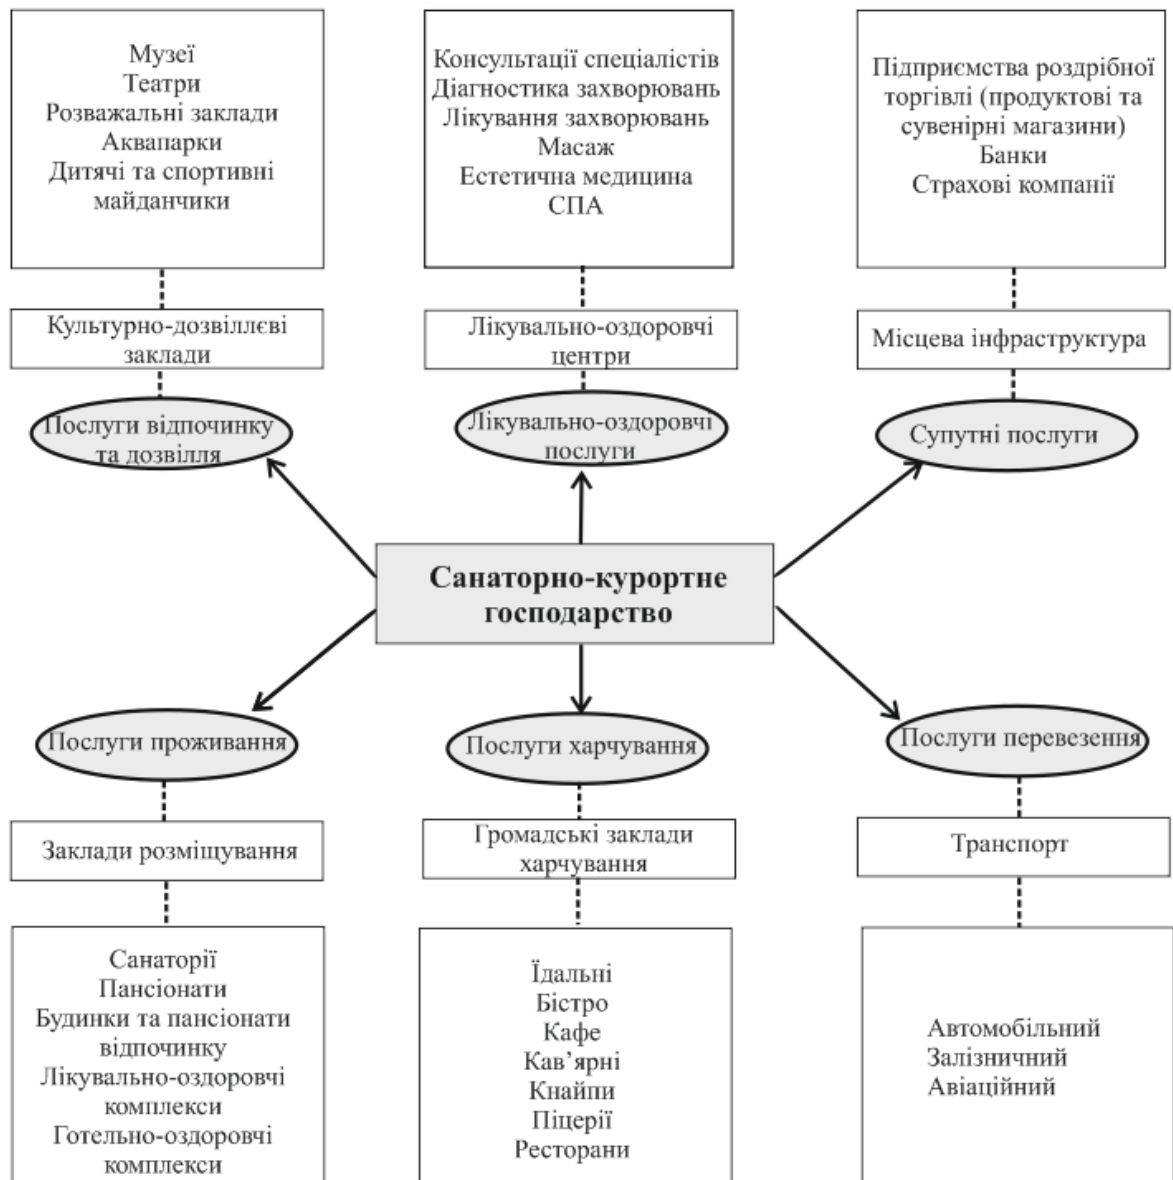 Музеї
Театри
Розважальні заклади
Аквапарки
Дитячі та спортивні
майданчики
Консультації спеціалістів
Діагностика захворювань
Лікування захворювань
Масаж
Естетична медицина
СПА
Підприємства роздрібної
торгівлі (продуктові та
сувенірні магазини)
Банки
Страхові компанії
Культурно-дозвіллєві
заклади
Лікувально-оздоровчі
центри
Місцева інфраструктура
Послуги відпочинку
та дозвілля
Лікувально-оздоровчі
послуги
Супутні послуги
Санаторно-курортне
господарство
Послуги проживання
Послуги харчування
Послуги перевезення
Заклади розміщування
Громадські заклади
харчування
Транспорт
Санаторії
Пансіонати
Будинки та пансіонати
відпочинку
Лікувально-оздоровчі
комплекси
Готельно-оздоровчі
комплекси
Їдальні
Бістро
Кафе
Кав’ярні
Кнайпи
Піцерії
Ресторани
Автомобільний
Залізничний
Авіаційний